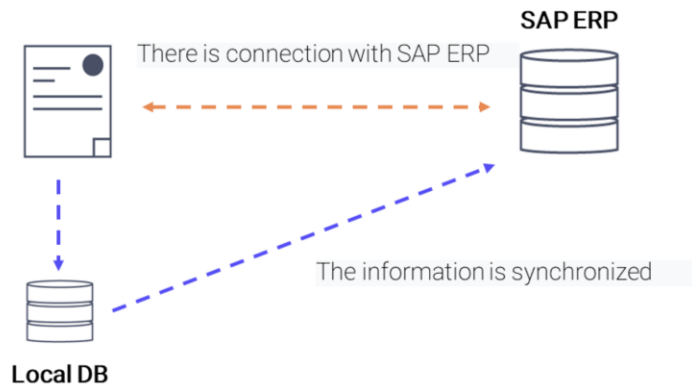 SAP ERP
There is connection with SAP ERP
The information is synchronized
Local DB